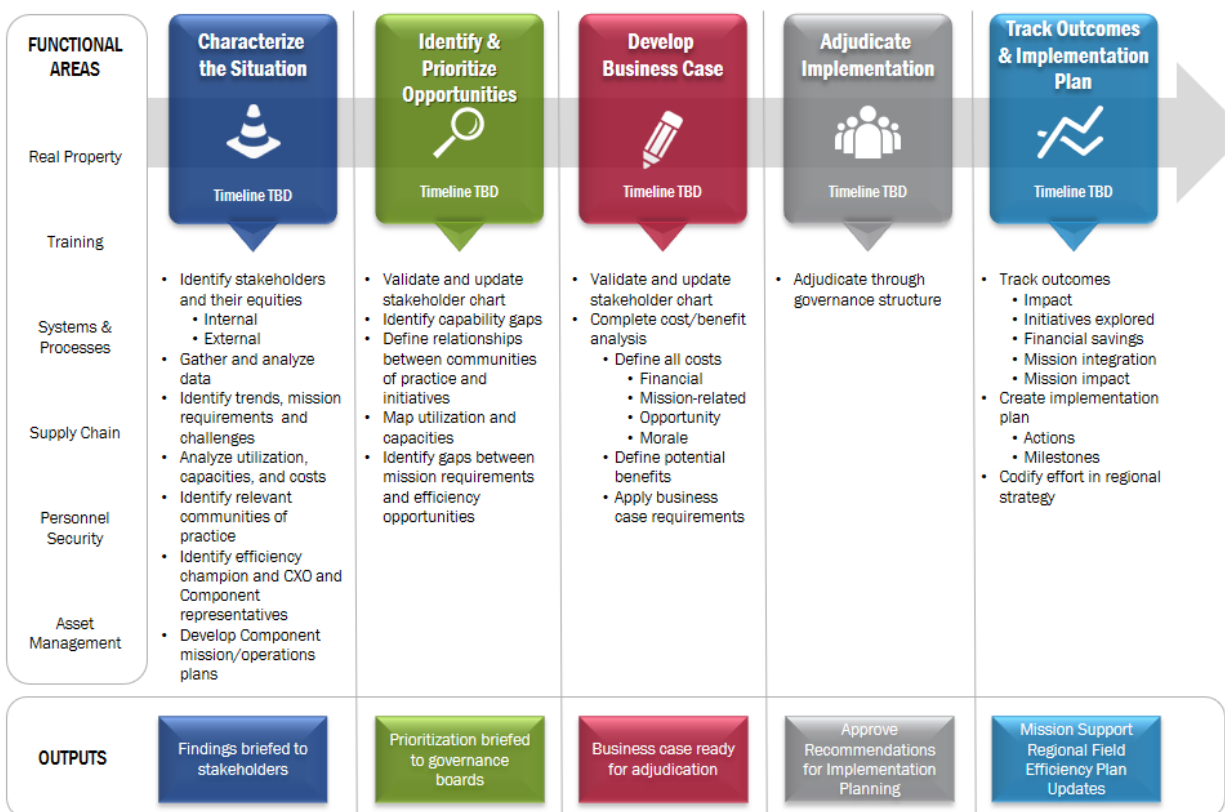 FUNCTIONAL
AREAS
Real Property
Training
Systems &
Processes
Supply Chain
Personnel
Security
Asset
Management
Characterize
the Situation
Timeline TBD
• Identify stakeholders
and their equities
• Internal
• External
• Gather and analyze
data
• Identify trends, mission
requirements and
challenges
• Analyze utilization,
capacities, and costs
• Identify relevant
communities of
practice
• Identify efficiency
champion and CXO and
Component
representatives
• Develop Component
mission/operations
plans
Identify &
Prioritize
Opportunities
Timeline TBD
• Validate and update
stakeholder chart
• Identify capability gaps
• Define relationships
between communities
of practice and
initiatives
• Map utilization and
capacities
• Identify gaps between
mission requirements
and efficiency
opportunities
Develop
Business Case
Timeline TBD
• Validate and update
stakeholder chart
• Complete cost/benefit
analysis
• Define all costs
• Financial
• Mission-related
• Opportunity
• Morale
• Define potential
benefits
• Apply business
case requirements
Adjudicate
Implementation
Timeline TBD
• Adjudicate through
governance structure
Track Outcomes
& Implementation
Plan
Timeline TBD
• Track outcomes
• Impact
• Initiatives explored
• Financial savings
• Mission integration
• Mission impact
• Create implementation
plan
• Actions
• Milestones
• Codify effort in regional
strategy
OUTPUTS
Findings briefed to
stakeholders
Prioritization briefed
to governance
boards
Business case ready
for adjudication
Approve
Recommendations
for Implementation
Planning
Mission Support
Regional Field
Efficiency Plan
Updates